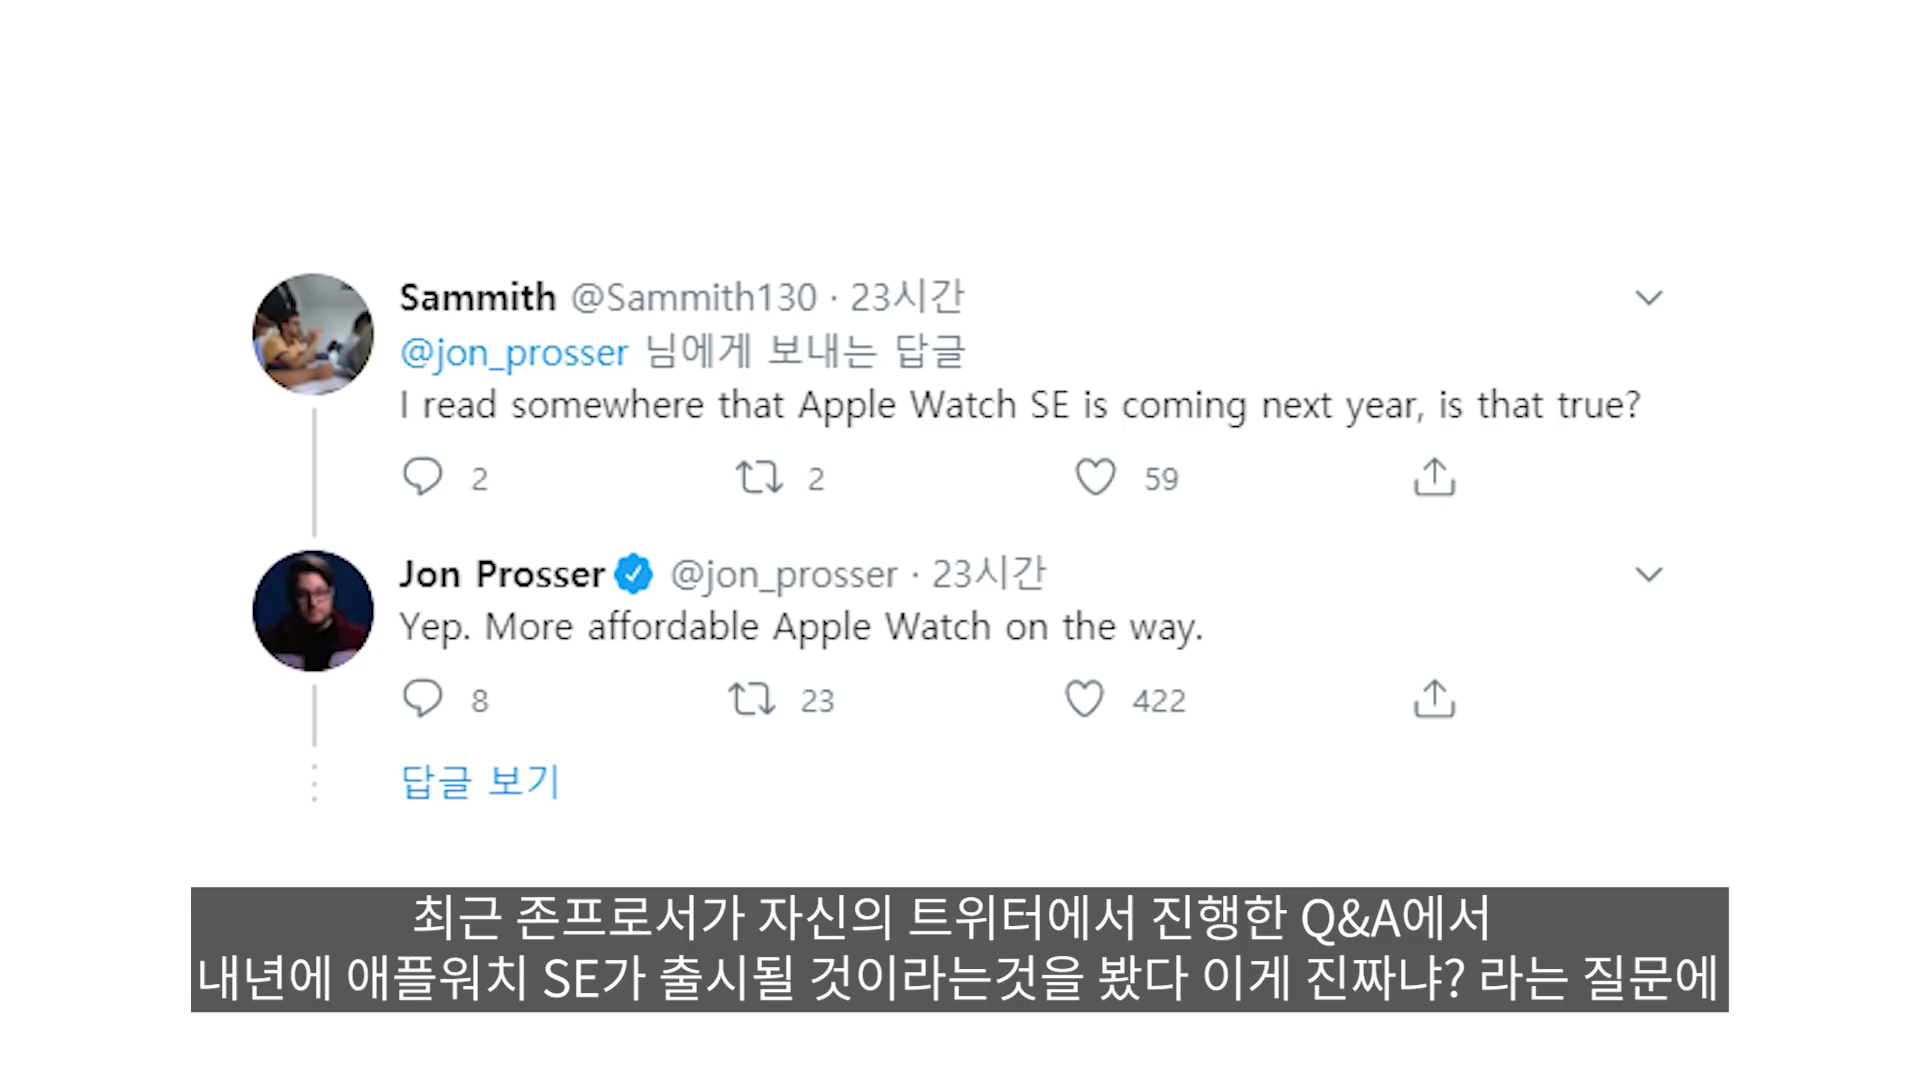 Sammith @Sammith130 · 23시간
@jon_prosser 님에게 보내는 답글
I read somewhere that Apple Watch SE is coming next year, is that true?
2 2 59
Jon Prosser @jon_prosser · 23시간
Yep. More affordable Apple Watch on the way.
8 23 422
답글 보기
최근 존프로서가 자신의 트위터에서 진행한 Q&A에서
내년에 애플워치 SE가 출시될 것이라는것을 봤다 이게 진짜냐? 라는 질문에